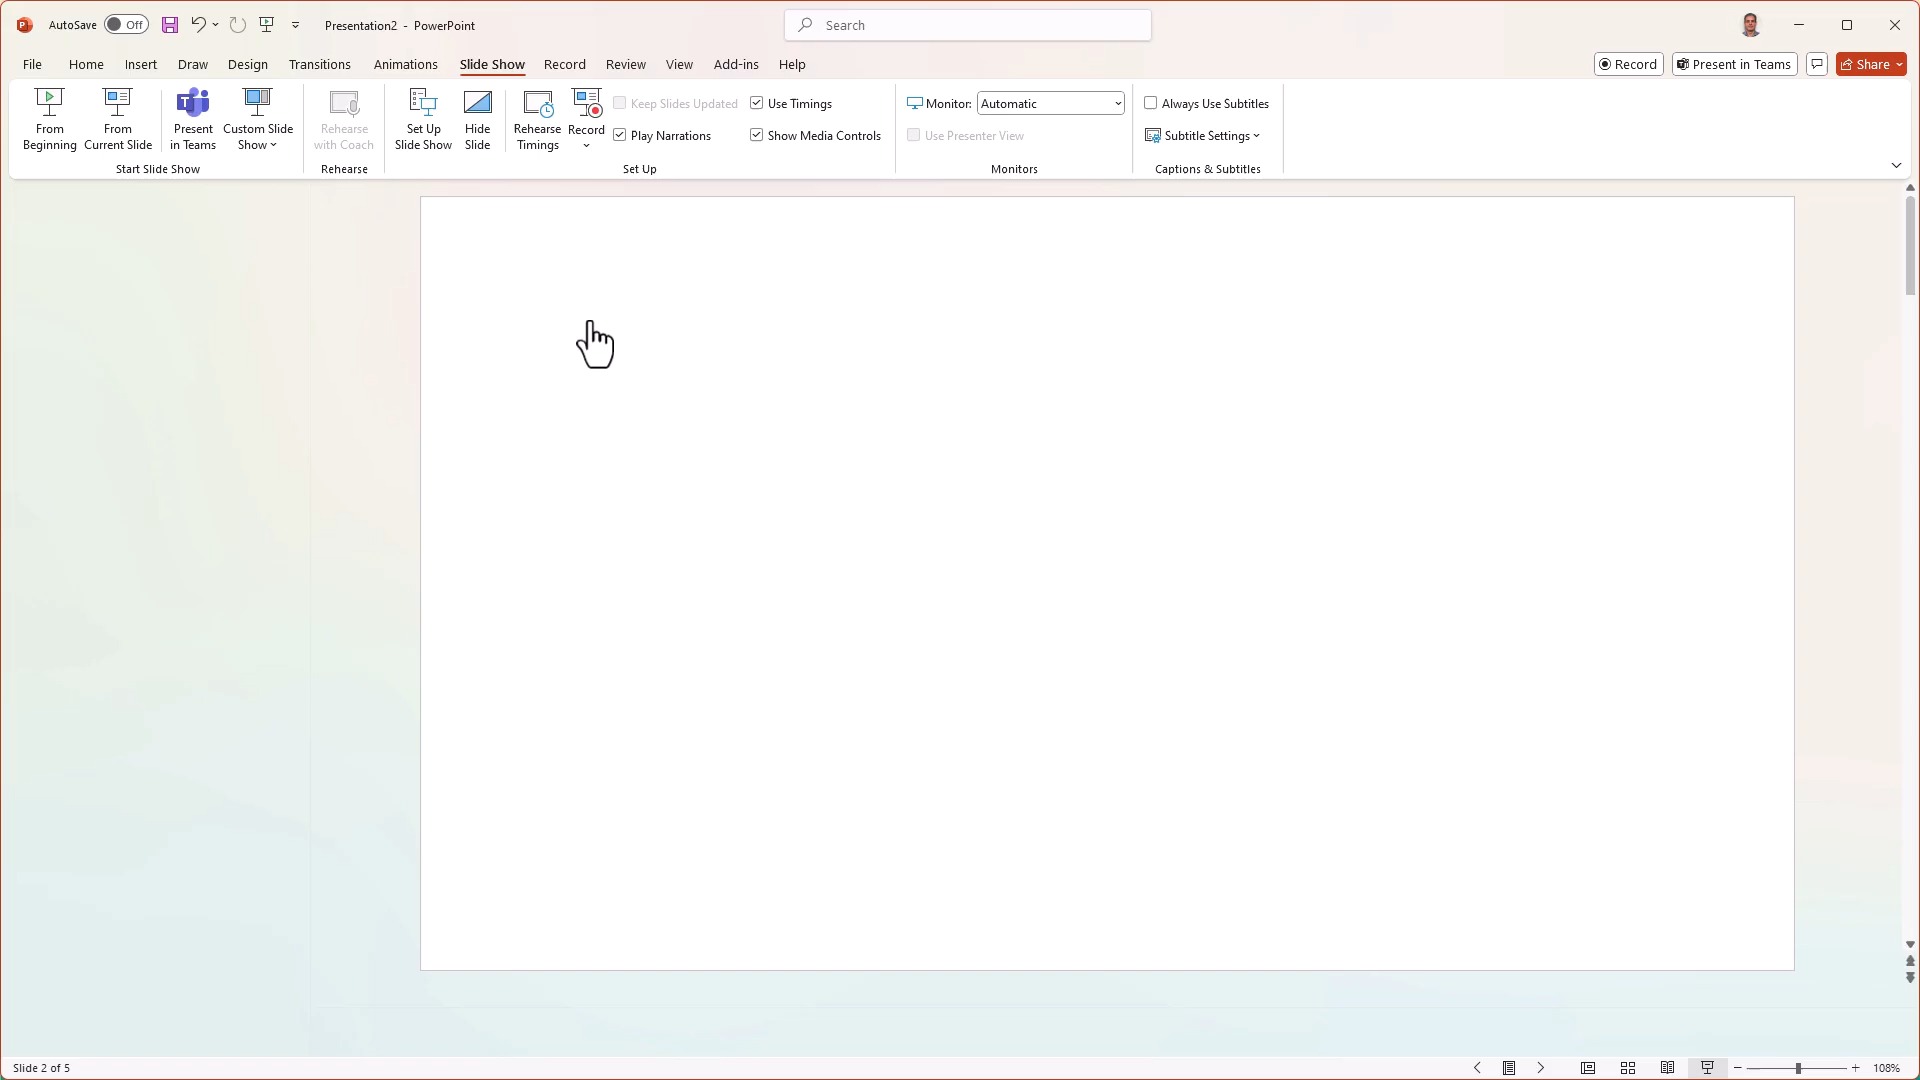 AutoSave Off Presentation2 - PowerPoint Search
File Home Insert Draw Design Transitions Animations Slide Show Record Review View Add-ins Help Record Present in Teams Share
From Beginning
From Current Slide
Present in Teams
Custom Slide Show
Start Slide Show
Rehearse with Coach
Rehearse
Set Up Slide Show
Hide Slide
Rehearse Timings
Record
Keep Slides Updated
Play Narrations
Use Timings
Show Media Controls
Set Up
Monitor: Automatic
Use Presenter View
Monitors
Always Use Subtitles
Subtitle Settings
Captions & Subtitles
Slide 2 of 5 108%